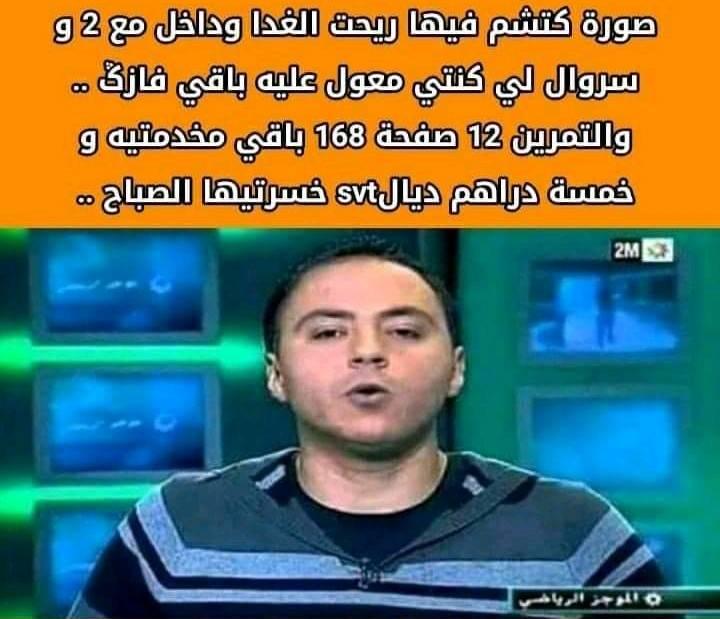 صورة كتشم فيها ريحت الغدا وداخل مع 2 و
سروال لي كنتي معول عليه باقي فازڭ ..
والتمرين 12 صفحة 168 باقي مخدمتيه و
خمسة دراهم ديالsvt خسرتيها الصباح ..
2M
الموجز الرياضي